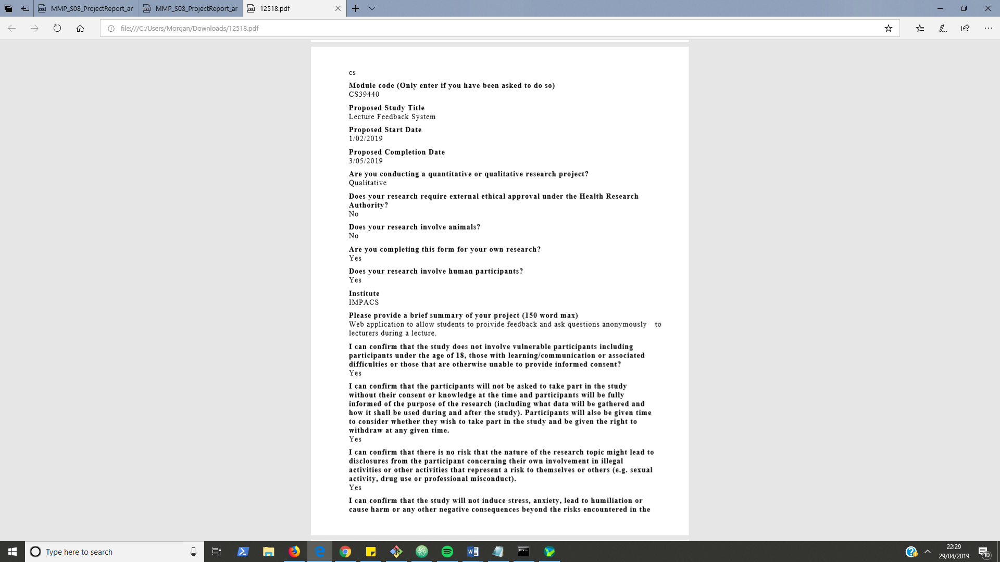 MMP_S08_ProjectReport_an
MMP_S08_ProjectReport_ar
12518.pdf
file:///C:/Users/Morgan/Downloads/12518.pdf
cs
Module code (Only enter if you have been asked to do so)
CS39440
Proposed Study Title
Lecture Feedback System
Proposed Start Date
1/02/2019
Proposed Completion Date
3/05/2019
Are you conducting a quantitative or qualitative research project?
Qualitative
Does your research require external ethical approval under the Health Research
Authority?
No
Does your research involve animals?
No
Are you completing this form for your own research?
Yes
Does your research involve human participants?
Yes
Institute
IMPACS
Please provide a brief summary of your project (150 word max)
Web application to allow students to proivide feedback and ask questions anonymously to
lecturers during a lecture.
I can confirm that the study does not involve vulnerable participants including
participants under the age of 18, those with learning/communication or associated
difficulties or those that are otherwise unable to provide informed consent?
Yes
I can confirm that the participants will not be asked to take part in the study
without their consent or knowledge at the time and participants will be fully
informed of the purpose of the research (including what data will be gathered and
how it shall be used during and after the study). Participants will also be given time
to consider whether they wish to take part in the study and be given the right to
withdraw at any given time.
Yes
I can confirm that there is no risk that the nature of the research topic might lead to
disclosures from the participant concerning their own involvement in illegal
activities or other activities that represent a risk to themselves or others (e.g. sexual
activity, drug use or professional misconduct).
Yes
I can confirm that the study will not induce stress, anxiety, lead to humiliation or
cause harm or any other negative consequences beyond the risks encountered in the
Type here to search
22:29
29/04/2019
10